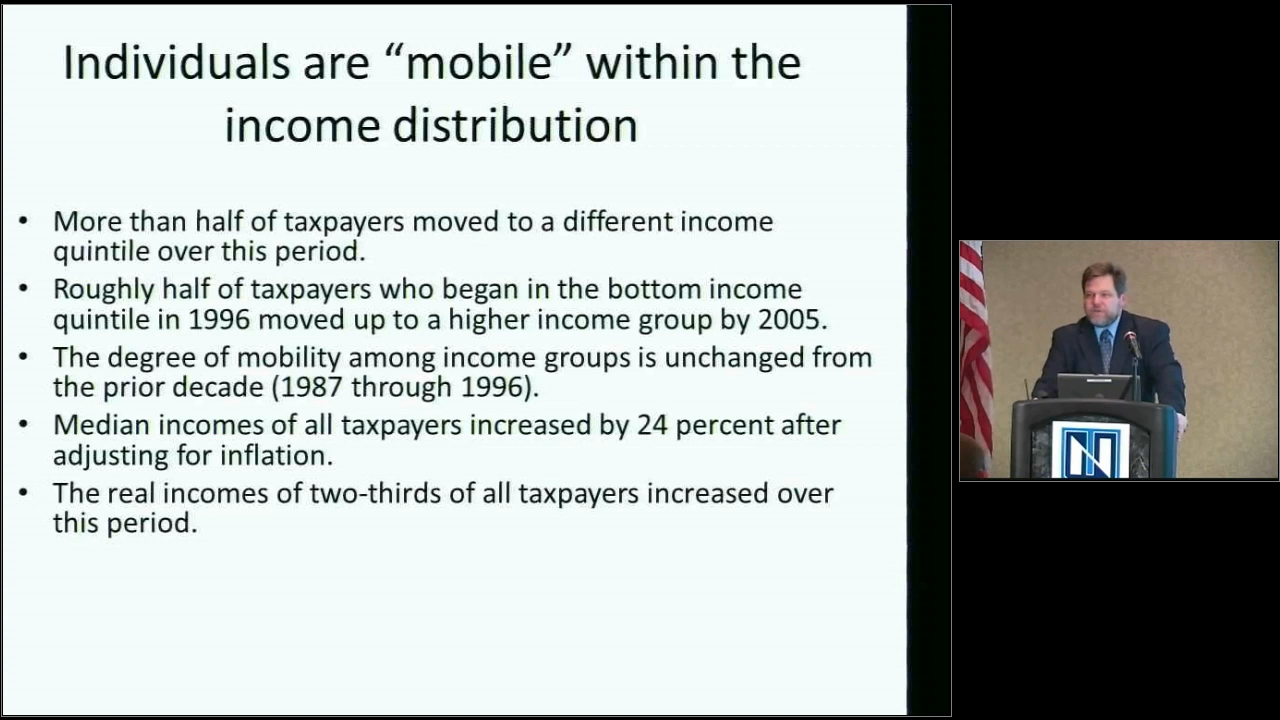 Individuals are “mobile” within the
income distribution
• More than half of taxpayers moved to a different income
quintile over this period.
• Roughly half of taxpayers who began in the bottom income
quintile in 1996 moved up to a higher income group by 2005.
• The degree of mobility among income groups is unchanged from
the prior decade (1987 through 1996).
• Median incomes of all taxpayers increased by 24 percent after
adjusting for inflation.
• The real incomes of two-thirds of all taxpayers increased over
this period.